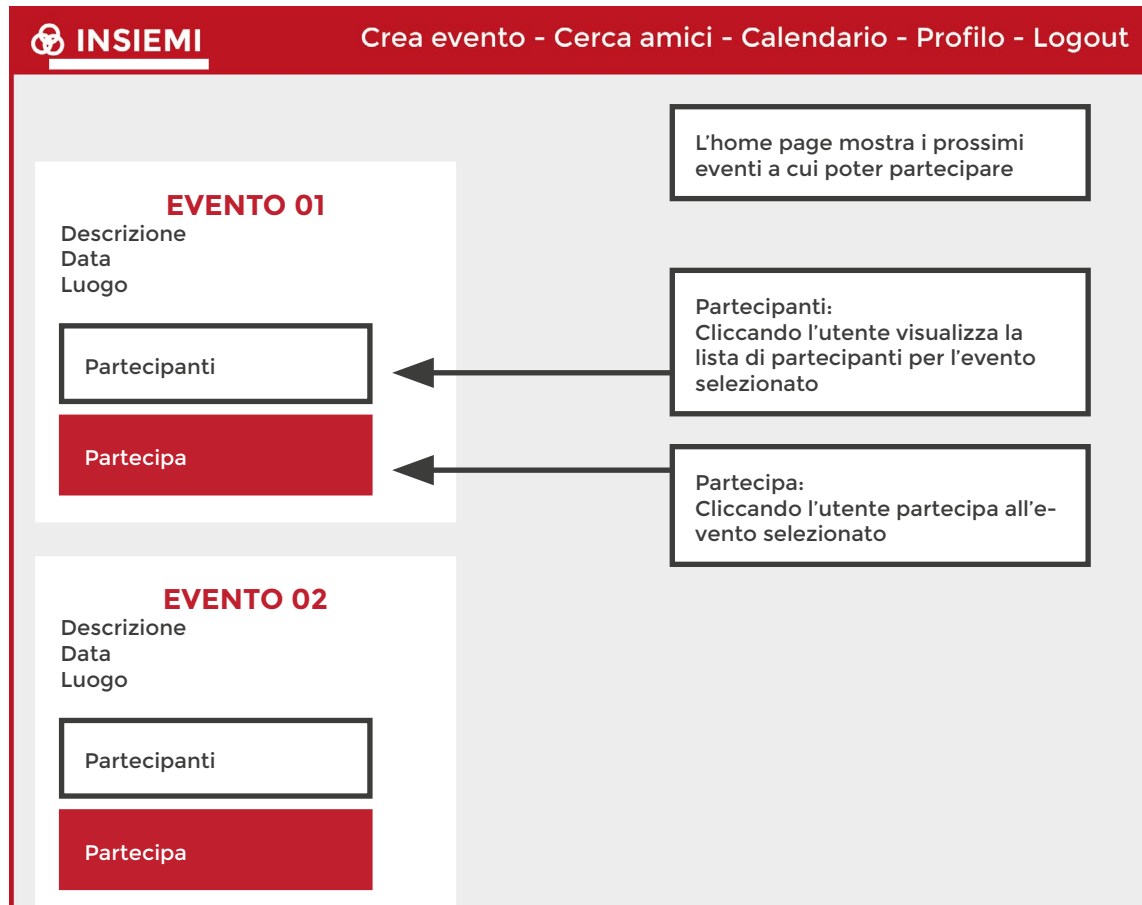 INSIEMI
Crea evento - Cerca amici - Calendario - Profilo - Logout
L'home page mostra i prossimi
eventi a cui poter partecipare
EVENTO 01
Descrizione
Data
Luogo
Partecipanti
Partecipa
Partecipanti:
Cliccando l'utente visualizza la
lista di partecipanti per l'evento
selezionato
Partecipa:
Cliccando l'utente partecipa all'e-
vento selezionato
EVENTO 02
Descrizione
Data
Luogo
Partecipanti
Partecipa